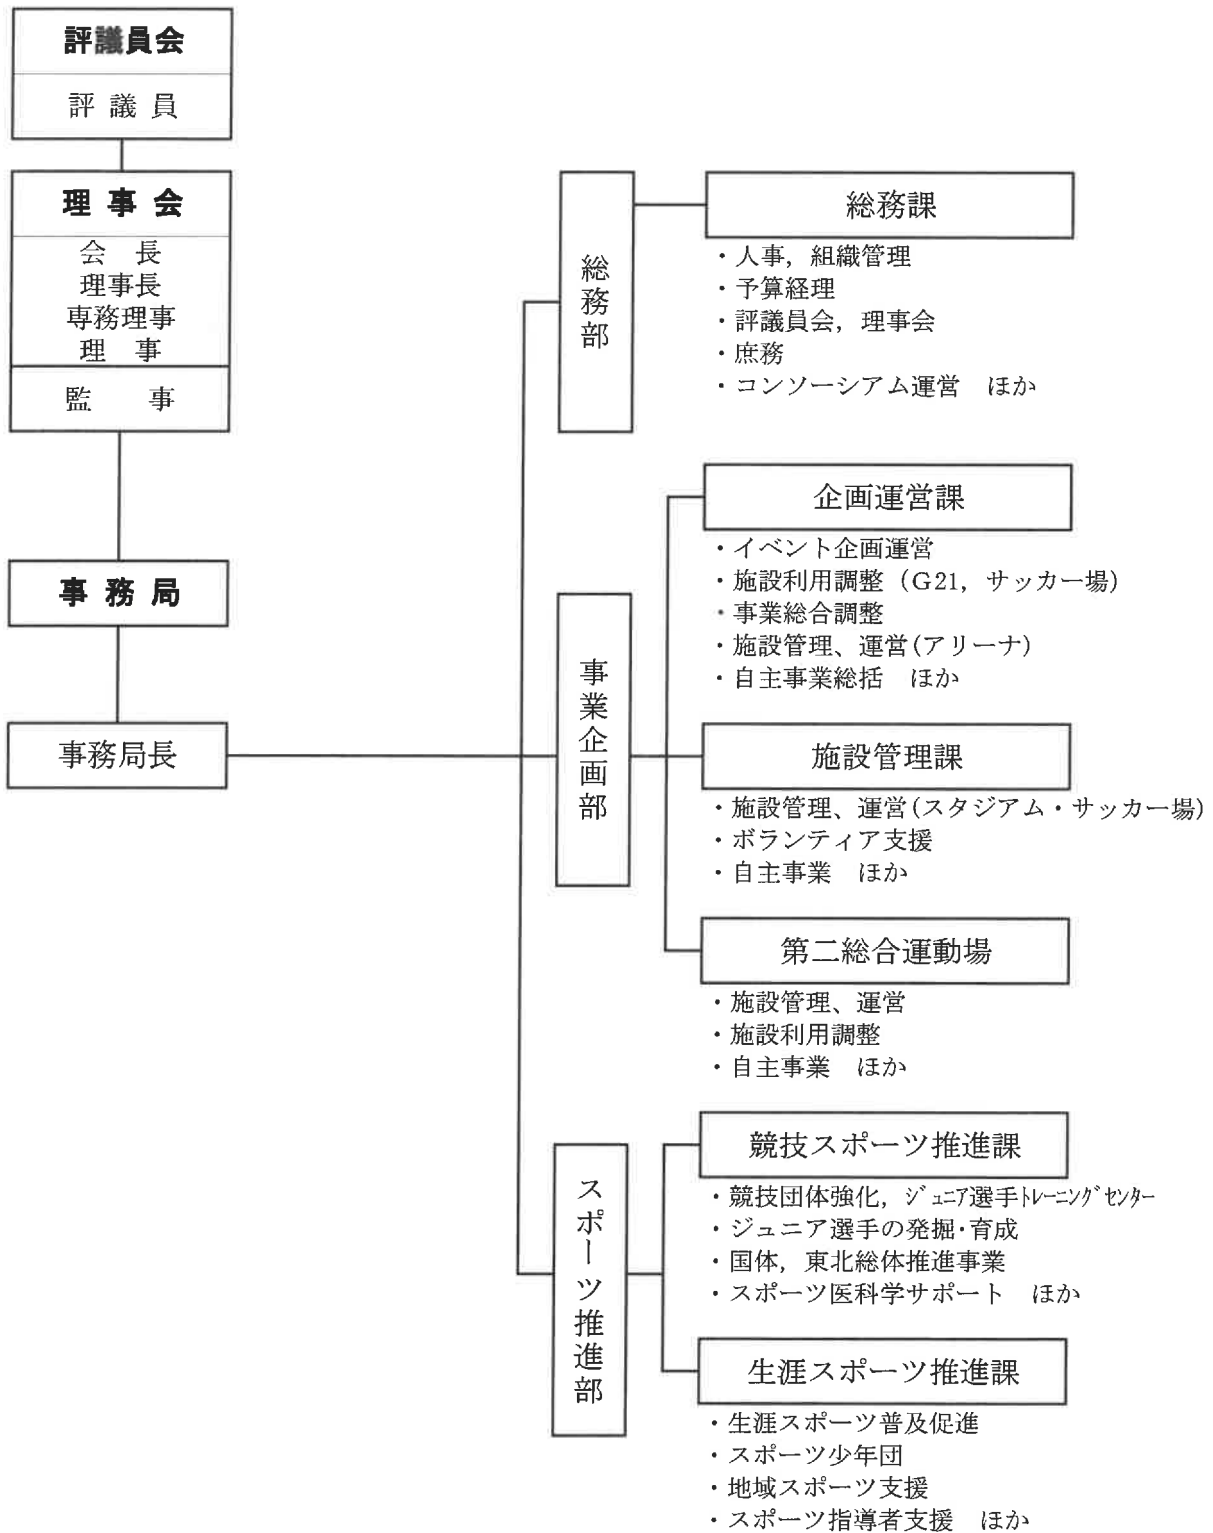 評議員会
評 議 員
理 事 会
会　長
理事長
専務理事
理　事
監　　事
事 務 局
事務局長
総務部
総務課
・人事，組織管理
・予算経理
・評議員会，理事会
・庶務
・コンソーシアム運営　ほか
事業企画部
企画運営課
・イベント企画運営
・施設利用調整（G21，サッカー場）
・事業総合調整
・施設管理、運営(アリーナ)
・自主事業総括　ほか
施設管理課
・施設管理、運営(スタジアム・サッカー場)
・ボランティア支援
・自主事業　ほか
第二総合運動場
・施設管理、運営
・施設利用調整
・自主事業　ほか
スポーツ推進部
競技スポーツ推進課
・競技団体強化，ｼﾞｭﾆｱ選手ﾄﾚｰﾆﾝｸﾞｾﾝﾀｰ
・ジュニア選手の発掘･育成
・国体，東北総体推進事業
・スポーツ医科学サポート　ほか
生涯スポーツ推進課
・生涯スポーツ普及促進
・スポーツ少年団
・地域スポーツ支援
・スポーツ指導者支援　ほか